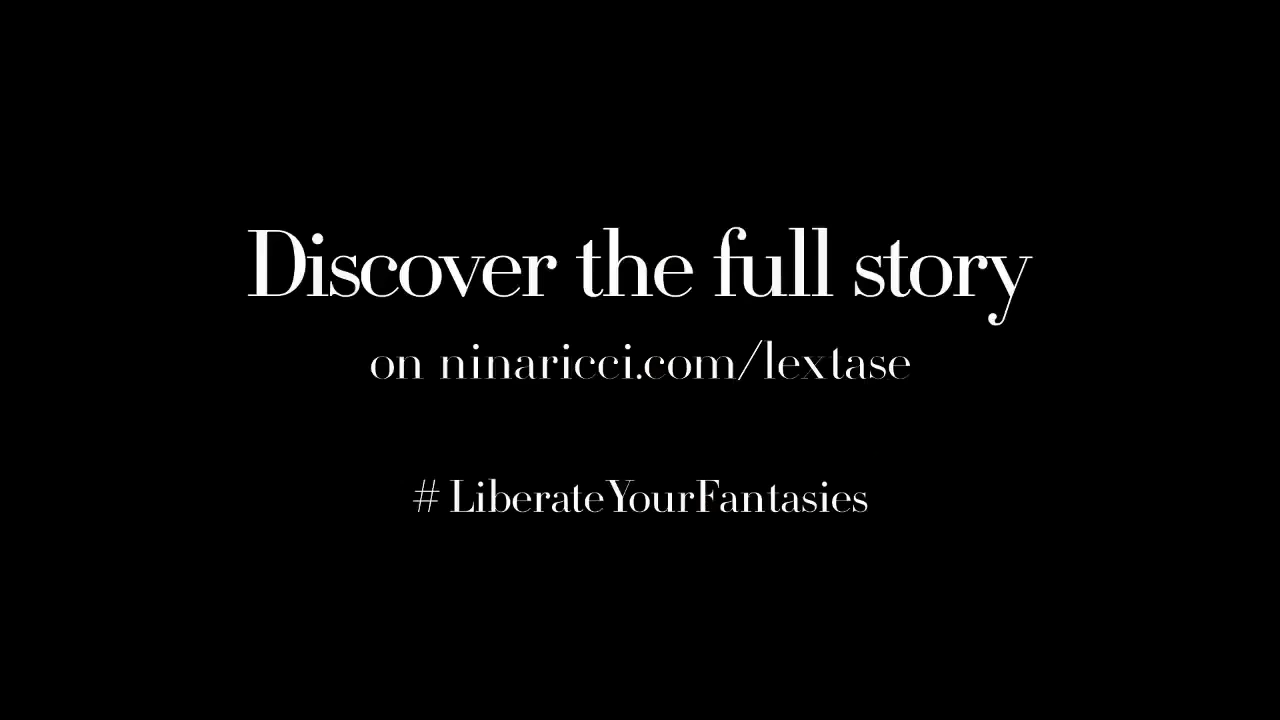 Discover the full story
on ninaricci.com/lextase
# LiberateYourFantasies